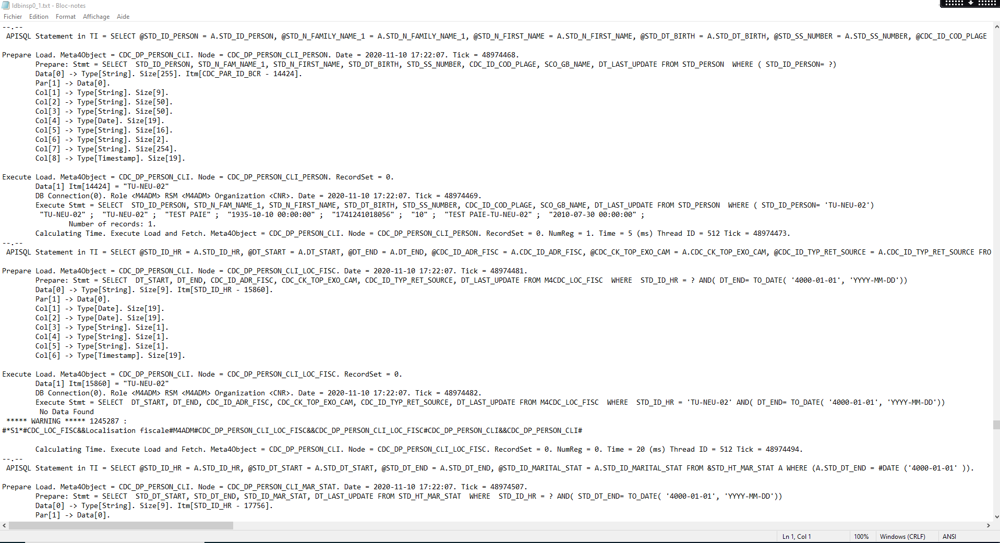 ldbinsp0_1.txt - Bloc-notes
Fichier Edition Format Affichage Aide
--.--
APISQL Statement in TI = SELECT @STD_ID_PERSON = A.STD_ID_PERSON, @STD_N_FAMILY_NAME_1 = A.STD_N_FAMILY_NAME_1, @STD_N_FIRST_NAME = A.STD_N_FIRST_NAME, @STD_DT_BIRTH = A.STD_DT_BIRTH, @STD_SS_NUMBER = A.STD_SS_NUMBER, @CDC_ID_COD_PLAGE
Prepare Load. Meta4Object = CDC_DP_PERSON_CLI. Node = CDC_DP_PERSON_CLI_PERSON. Date = 2020-11-10 17:22:07. Tick = 48974468.
Prepare: Stmt = SELECT  STD_ID_PERSON, STD_N_FAM_NAME_1, STD_N_FIRST_NAME, STD_DT_BIRTH, STD_SS_NUMBER, CDC_ID_COD_PLAGE, SCO_GB_NAME, DT_LAST_UPDATE FROM STD_PERSON  WHERE ( STD_ID_PERSON= ?)
Data[0] -> Type[String]. Size[255]. Itm[CDC_PAR_ID_BCR - 14424].
Par[1] -> Data[0].
Col[1] -> Type[String]. Size[9].
Col[2] -> Type[String]. Size[50].
Col[3] -> Type[String]. Size[50].
Col[4] -> Type[Date]. Size[19].
Col[5] -> Type[String]. Size[16].
Col[6] -> Type[String]. Size[2].
Col[7] -> Type[String]. Size[254].
Col[8] -> Type[Timestamp]. Size[19].
Execute Load. Meta4Object = CDC_DP_PERSON_CLI. Node = CDC_DP_PERSON_CLI_PERSON. RecordSet = 0.
Data[1] Itm[14424] = "TU-NEU-02"
DB Connection(0). Role <M4ADM> RSM <M4ADM> Organization <CNR>. Date = 2020-11-10 17:22:07. Tick = 48974469.
Execute Stmt = SELECT  STD_ID_PERSON, STD_N_FAM_NAME_1, STD_N_FIRST_NAME, STD_DT_BIRTH, STD_SS_NUMBER, CDC_ID_COD_PLAGE, SCO_GB_NAME, DT_LAST_UPDATE FROM STD_PERSON  WHERE ( STD_ID_PERSON= 'TU-NEU-02')
"TU-NEU-02" ;  "TU-NEU-02" ;  "TEST PAIE" ;  "1935-10-10 00:00:00" ;  "1741241018056" ;  "10" ;  "TEST PAIE-TU-NEU-02" ;  "2010-07-30 00:00:00" ;
Number of records: 1.
Calculating Time. Execute Load and Fetch. Meta4Object = CDC_DP_PERSON_CLI. Node = CDC_DP_PERSON_CLI_PERSON. RecordSet = 0. NumReg = 1. Time = 5 (ms) Thread ID = 512 Tick = 48974473.
--.--
APISQL Statement in TI = SELECT @STD_ID_HR = A.STD_ID_HR, @DT_START = A.DT_START, @DT_END = A.DT_END, @CDC_ID_ADR_FISC = A.CDC_ID_ADR_FISC, @CDC_CK_TOP_EXO_CAM = A.CDC_CK_TOP_EXO_CAM, @CDC_ID_TYP_RET_SOURCE = A.CDC_ID_TYP_RET_SOURCE FRO
Prepare Load. Meta4Object = CDC_DP_PERSON_CLI. Node = CDC_DP_PERSON_CLI_LOC_FISC. Date = 2020-11-10 17:22:07. Tick = 48974481.
Prepare: Stmt = SELECT  DT_START, DT_END, CDC_ID_ADR_FISC, CDC_CK_TOP_EXO_CAM, CDC_ID_TYP_RET_SOURCE, DT_LAST_UPDATE FROM M4CDC_LOC_FISC  WHERE  STD_ID_HR = ? AND( DT_END= TO_DATE( '4000-01-01', 'YYYY-MM-DD'))
Data[0] -> Type[String]. Size[9]. Itm[STD_ID_HR - 15860].
Par[1] -> Data[0].
Col[1] -> Type[Date]. Size[19].
Col[2] -> Type[Date]. Size[19].
Col[3] -> Type[String]. Size[1].
Col[4] -> Type[String]. Size[1].
Col[5] -> Type[String]. Size[1].
Col[6] -> Type[Timestamp]. Size[19].
Execute Load. Meta4Object = CDC_DP_PERSON_CLI. Node = CDC_DP_PERSON_CLI_LOC_FISC. RecordSet = 0.
Data[1] Itm[15860] = "TU-NEU-02"
DB Connection(0). Role <M4ADM> RSM <M4ADM> Organization <CNR>. Date = 2020-11-10 17:22:07. Tick = 48974482.
Execute Stmt = SELECT  DT_START, DT_END, CDC_ID_ADR_FISC, CDC_CK_TOP_EXO_CAM, CDC_ID_TYP_RET_SOURCE, DT_LAST_UPDATE FROM M4CDC_LOC_FISC  WHERE  STD_ID_HR = 'TU-NEU-02' AND( DT_END= TO_DATE( '4000-01-01', 'YYYY-MM-DD'))
No Data Found
***** WARNING ***** 1245287 :
#*S1*#CDC_LOC_FISC&&Localisation fiscale#M4ADM#CDC_DP_PERSON_CLI_LOC_FISC&&CDC_DP_PERSON_CLI_LOC_FISC#CDC_DP_PERSON_CLI&&CDC_DP_PERSON_CLI#
Calculating Time. Execute Load and Fetch. Meta4Object = CDC_DP_PERSON_CLI. Node = CDC_DP_PERSON_CLI_LOC_FISC. RecordSet = 0. NumReg = 0. Time = 20 (ms) Thread ID = 512 Tick = 48974494.
--.--
APISQL Statement in TI = SELECT @STD_ID_HR = A.STD_ID_HR, @STD_DT_START = A.STD_DT_START, @STD_DT_END = A.STD_DT_END, @STD_ID_MARITAL_STAT = A.STD_ID_MARITAL_STAT FROM &STD_HT_MAR_STAT A WHERE (A.STD_DT_END = #DATE ('4000-01-01' )).
Prepare Load. Meta4Object = CDC_DP_PERSON_CLI. Node = CDC_DP_PERSON_CLI_MAR_STAT. Date = 2020-11-10 17:22:07. Tick = 48974507.
Prepare: Stmt = SELECT  STD_DT_START, STD_DT_END, STD_ID_MAR_STAT, DT_LAST_UPDATE FROM STD_HT_MAR_STAT  WHERE  STD_ID_HR = ? AND( STD_DT_END= TO_DATE( '4000-01-01', 'YYYY-MM-DD'))
Data[0] -> Type[String]. Size[9]. Itm[STD_ID_HR - 17756].
Par[1] -> Data[0].
Ln 1, Col 1 100% Windows (CRLF) ANSI